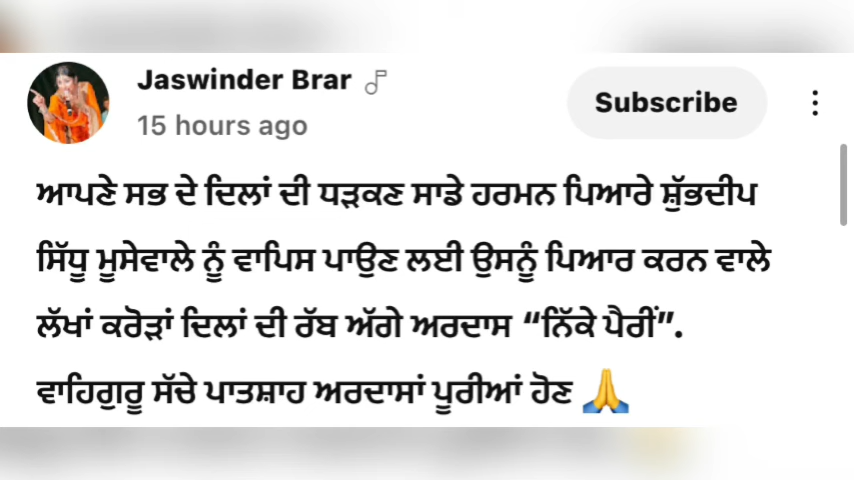 Jaswinder Brar
15 hours ago
Subscribe
ਆਪਣੇ ਸਭ ਦੇ ਦਿਲਾਂ ਦੀ ਧੜਕਣ ਸਾਡੇ ਹਰਮਨ ਪਿਆਰੇ ਸ਼ੁੱਭਦੀਪ
ਸਿੱਧੂ ਮੂਸੇਵਾਲੇ ਨੂੰ ਵਾਪਿਸ ਪਾਉਣ ਲਈ ਉਸਨੂੰ ਪਿਆਰ ਕਰਨ ਵਾਲੇ
ਲੱਖਾਂ ਕਰੋੜਾਂ ਦਿਲਾਂ ਦੀ ਰੱਬ ਅੱਗੇ ਅਰਦਾਸ “ਨਿੱਕੇ ਪੈਰੀਂ”.
ਵਾਹਿਗੁਰੂ ਸੱਚੇ ਪਾਤਸ਼ਾਹ ਅਰਦਾਸਾਂ ਪੂਰੀਆਂ ਹੋਣ 🙏